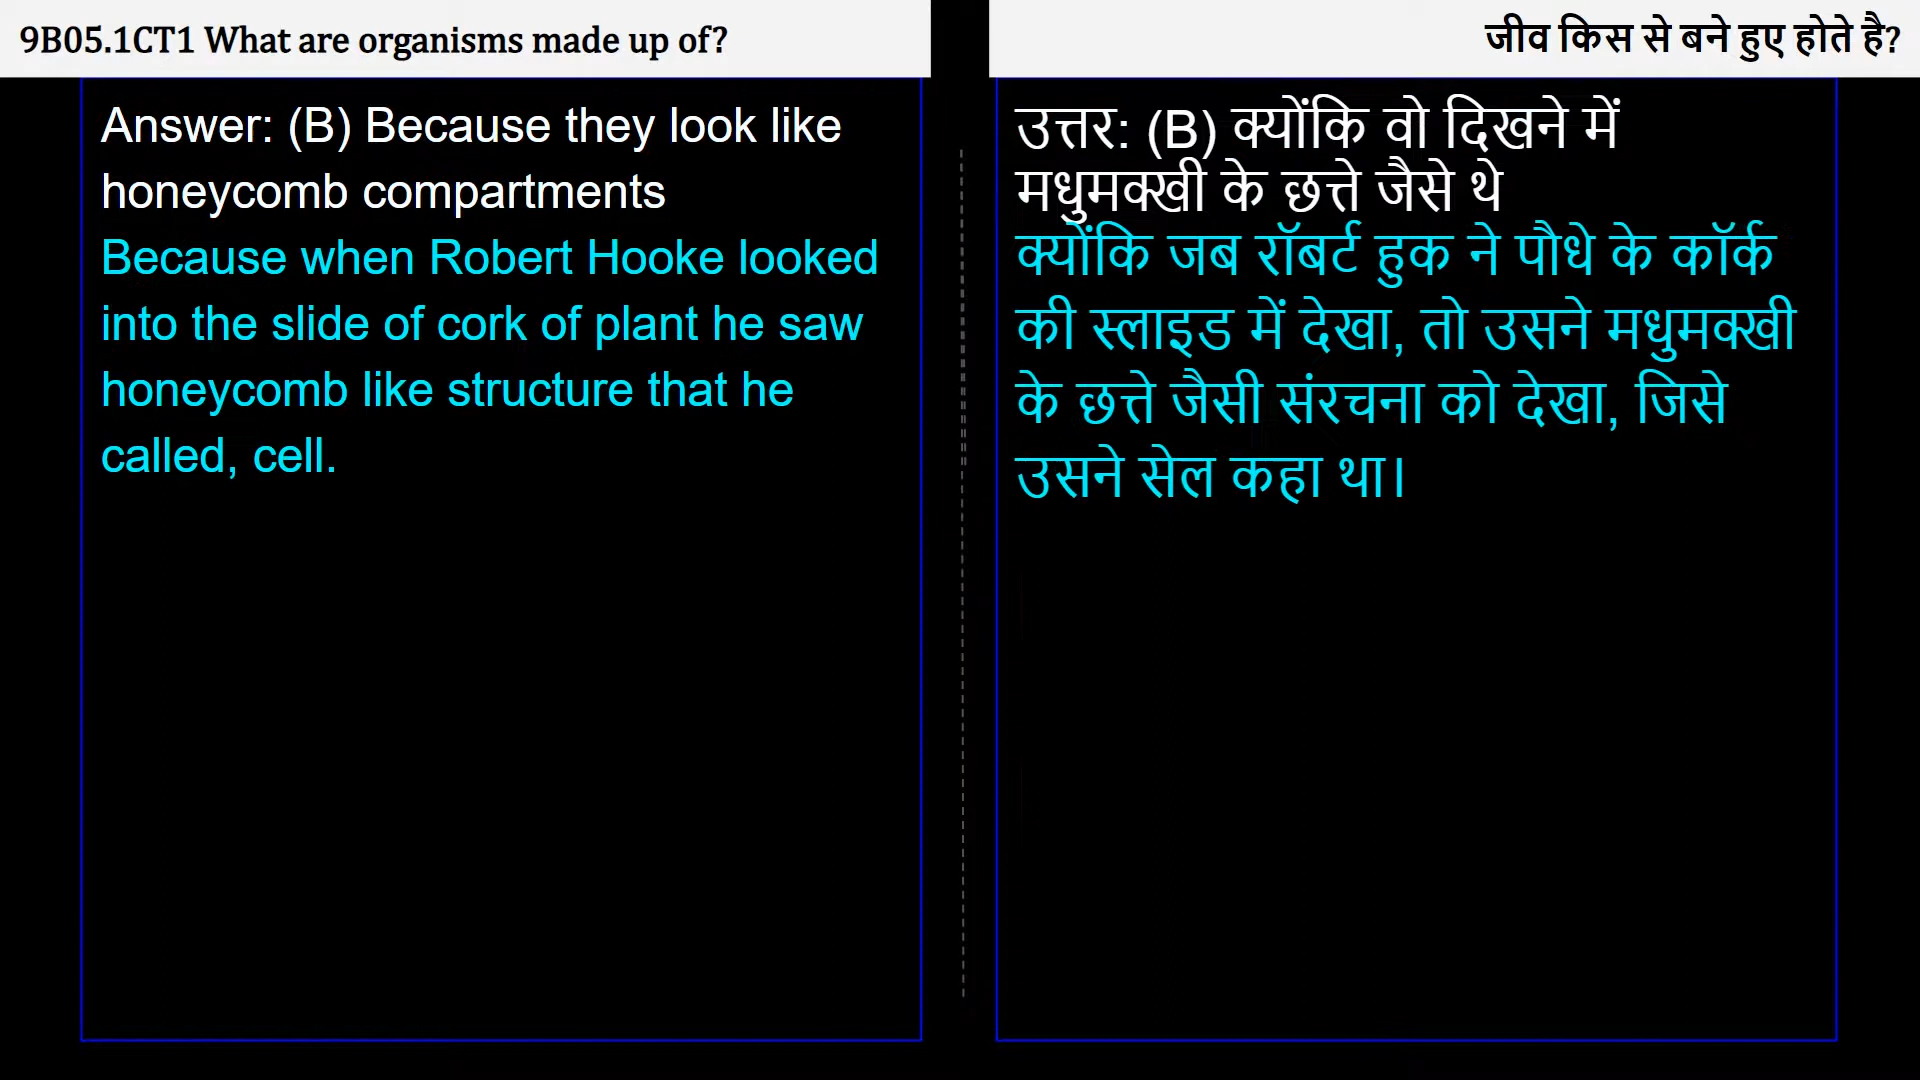 9B05.1CT1 What are organisms made up of?
जीव किस से बने हुए होते है?
Answer: (B) Because they look like
honeycomb compartments
Because when Robert Hooke looked
into the slide of cork of plant he saw
honeycomb like structure that he
called, cell.
उत्तर: (B) क्योंकि वो दिखने में
मधुमक्खी के छत्ते जैसे थे
क्योंकि जब रॉबर्ट हुक ने पौधे के कॉर्क
की स्लाइड में देखा, तो उसने मधुमक्खी
के छत्ते जैसी संरचना को देखा, जिसे
उसने सेल कहा था।